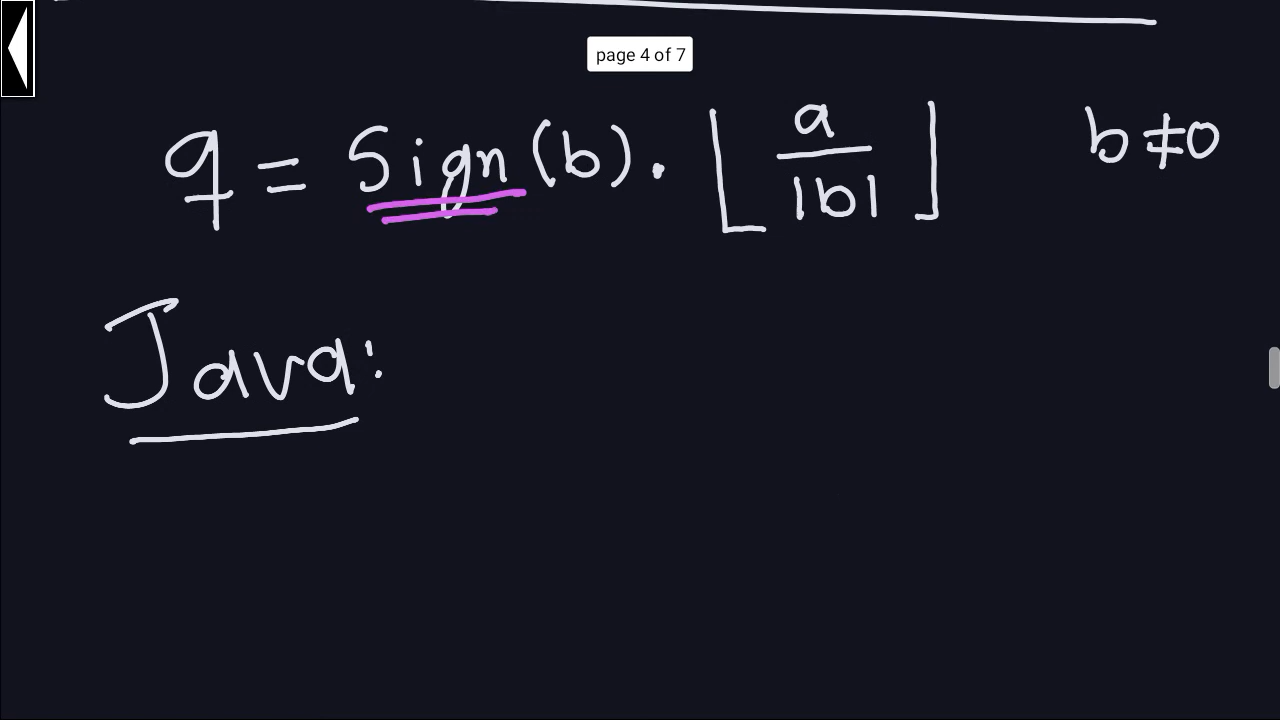 page 4 of 7
q = Sign(b). ⌊a/|b|⌋ b ≠ 0
Java: